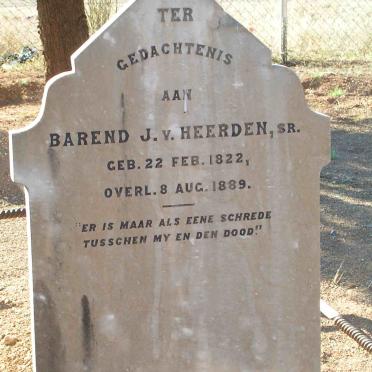 TER
GEDACHTENIS
AAN
BAREND J. v. HEERDEN, SR.
GEB. 22 FEB. 1822,
OVERL. 8 AUG. 1889.
"ER IS MAAR ALS EENE SCHREDE
TUSSCHEN MY EN DEN DOOD."